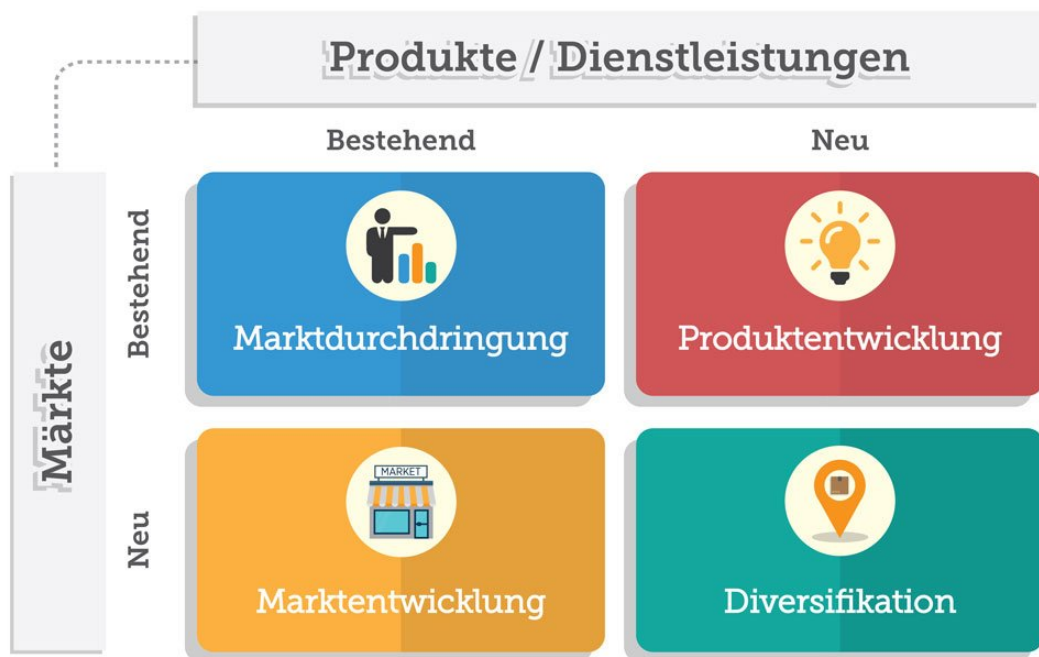 Produkte / Dienstleistungen
Bestehend
Neu
Märkte
Bestehend
Marktdurchdringung
Produktentwicklung
Neu
MARKET
Marktentwicklung
Diversifikation